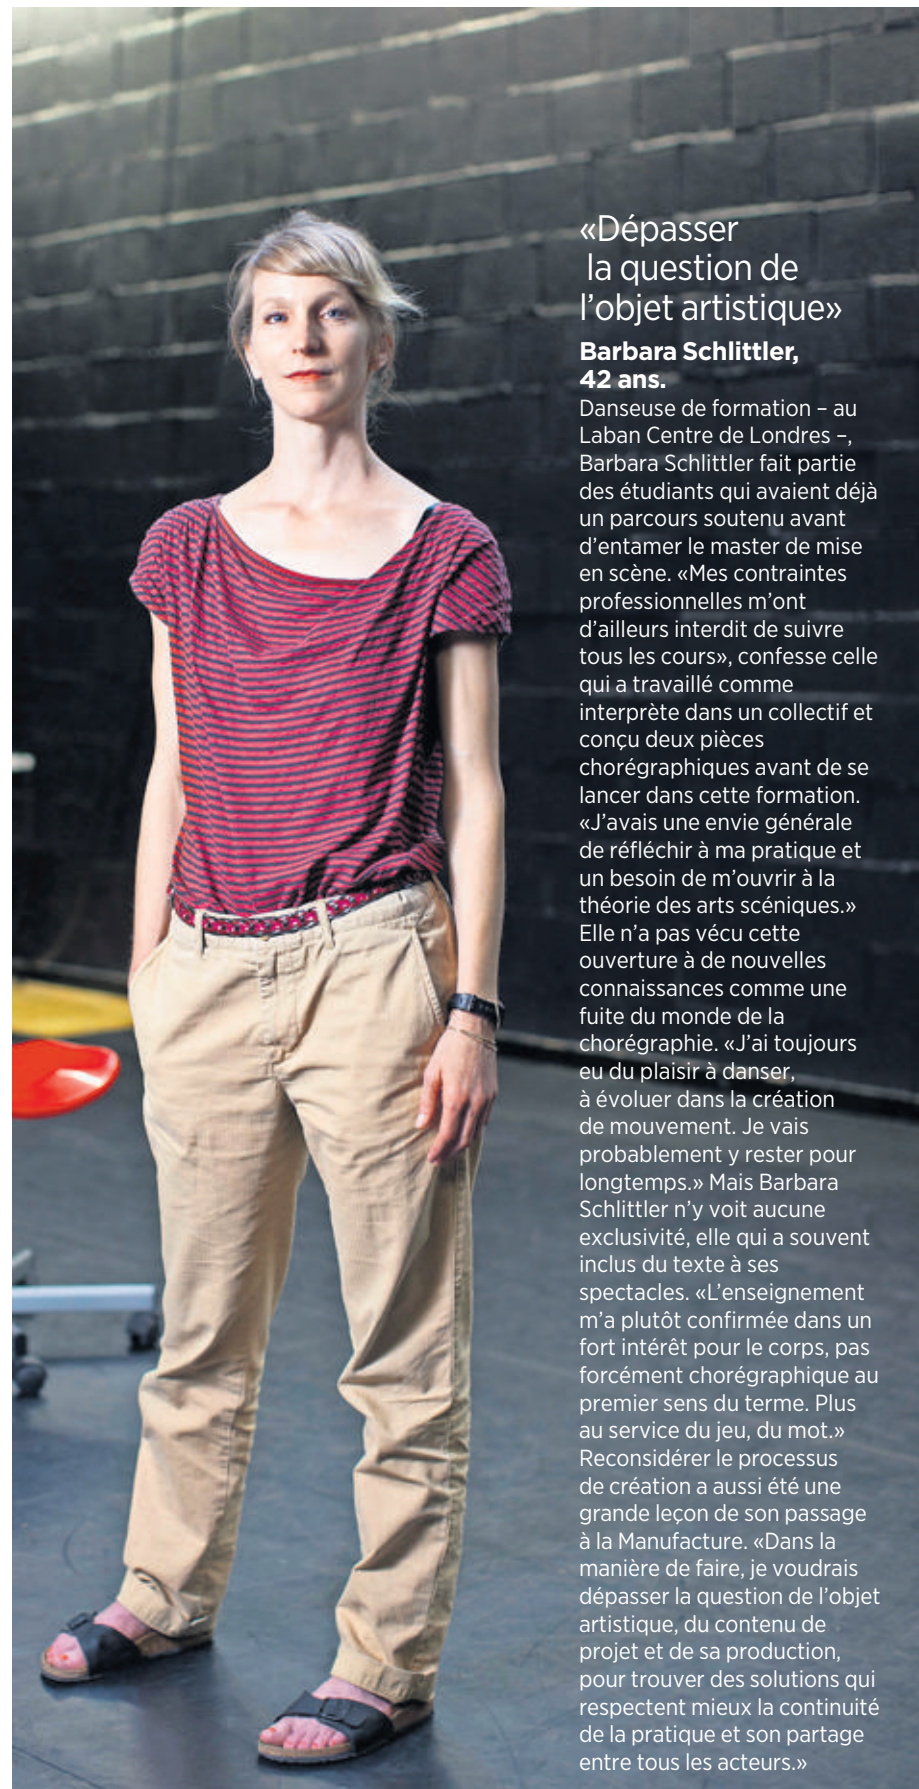 «Dépasser
la question de
l’objet artistique»
Barbara Schlittler,
42 ans.
Danseuse de formation – au
Laban Centre de Londres –,
Barbara Schlittler fait partie
des étudiants qui avaient déjà
un parcours soutenu avant
d’entamer le master de mise
en scène. «Mes contraintes
professionnelles m’ont
d’ailleurs interdit de suivre
tous les cours», confesse celle
qui a travaillé comme
interprète dans un collectif et
conçu deux pièces
chorégraphiques avant de se
lancer dans cette formation.
«J’avais une envie générale
de réfléchir à ma pratique et
un besoin de m’ouvrir à la
théorie des arts scéniques.»
Elle n’a pas vécu cette
ouverture à de nouvelles
connaissances comme une
fuite du monde de la
chorégraphie. «J’ai toujours
eu du plaisir à danser,
à évoluer dans la création
de mouvement. Je vais
probablement y rester pour
longtemps.» Mais Barbara
Schlittler n’y voit aucune
exclusivité, elle qui a souvent
inclus du texte à ses
spectacles. «L’enseignement
m’a plutôt confirmée dans un
fort intérêt pour le corps, pas
forcément chorégraphique au
premier sens du terme. Plus
au service du jeu, du mot.»
Reconsidérer le processus
de création a aussi été une
grande leçon de son passage
à la Manufacture. «Dans la
manière de faire, je voudrais
dépasser la question de l’objet
artistique, du contenu de
projet et de sa production,
pour trouver des solutions qui
respectent mieux la continuité
de la pratique et son partage
entre tous les acteurs.»